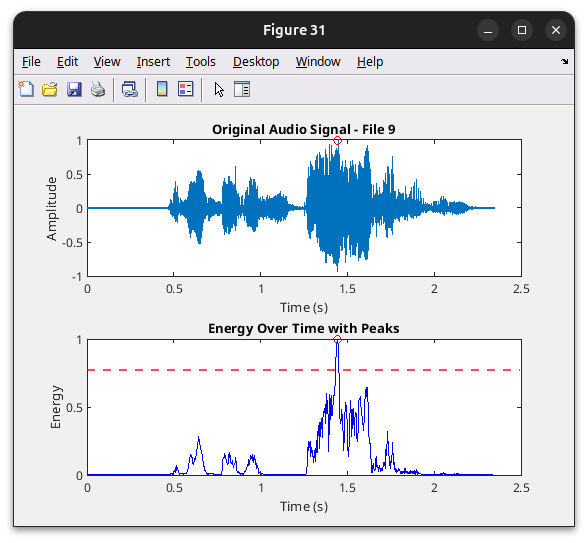 Figure 31
File Edit View Insert Tools Desktop Window Help
Original Audio Signal - File 9
1
0.5
0
-0.5
-1
Amplitude
0 0.5 1 1.5 2 2.5
Time (s)
Energy Over Time with Peaks
1
0.5
0
Energy
0 0.5 1 1.5 2 2.5
Time (s)